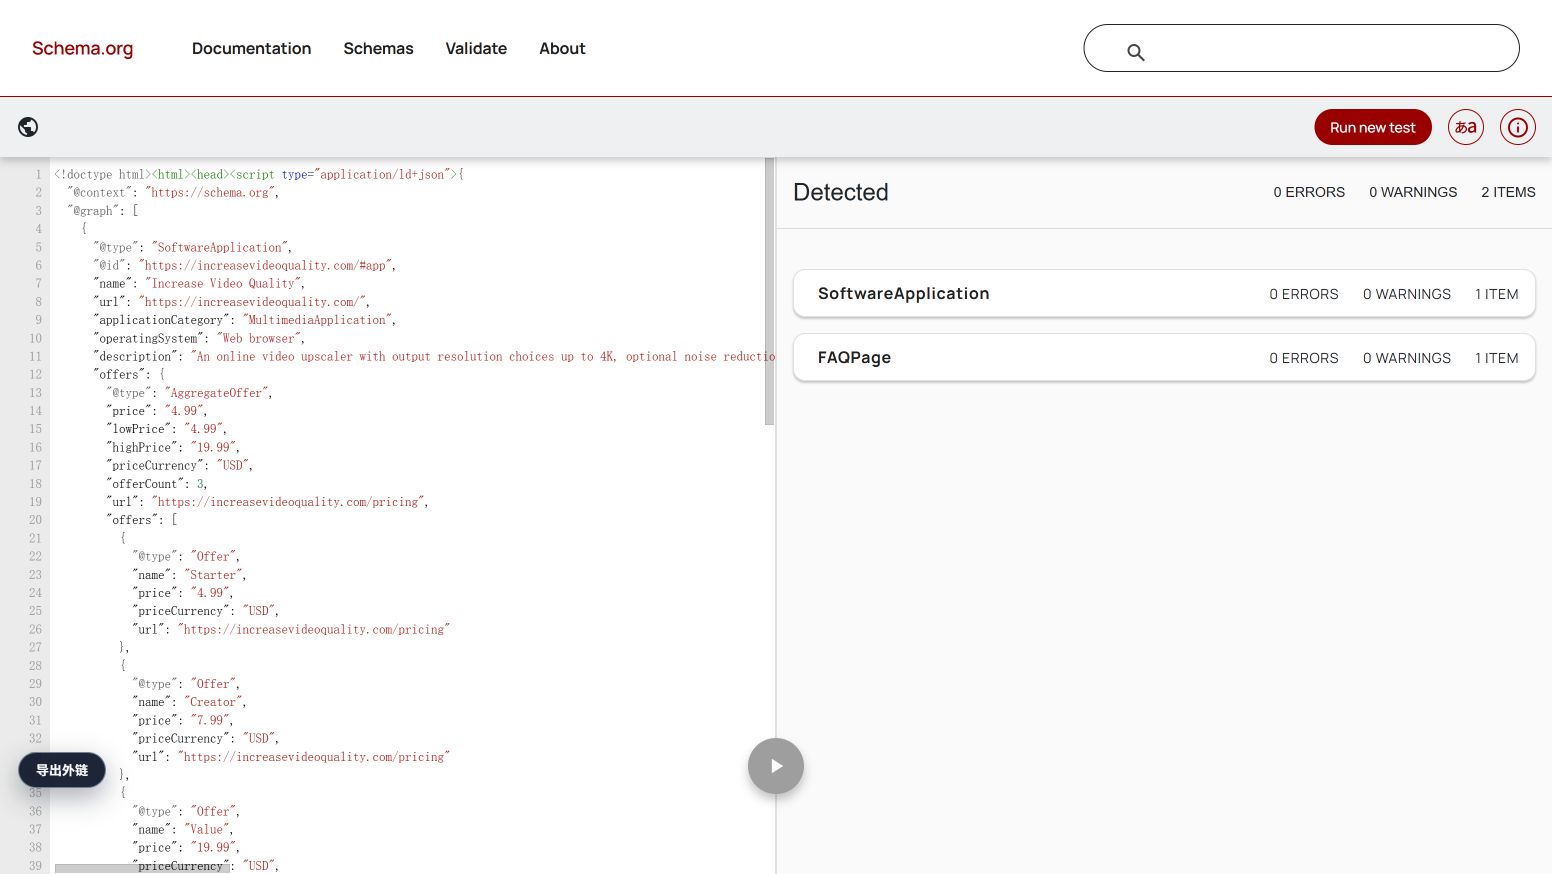 Schema.org Documentation Schemas Validate About
Run new test あa
1 <!doctype html><html><head><script type="application/ld+json">{
2 "@context": "https://schema.org",
3 "@graph": [
4 {
5 "@type": "SoftwareApplication",
6 "@id": "https://increasevideoquality.com/#app",
7 "name": "Increase Video Quality",
8 "url": "https://increasevideoquality.com/",
9 "applicationCategory": "MultimediaApplication",
10 "operatingSystem": "Web browser",
11 "description": "An online video upscaler with output resolution choices up to 4K, optional noise reductio
12 "offers": {
13 "@type": "AggregateOffer",
14 "price": "4.99",
15 "lowPrice": "4.99",
16 "highPrice": "19.99",
17 "priceCurrency": "USD",
18 "offerCount": 3,
19 "url": "https://increasevideoquality.com/pricing",
20 "offers": [
21 {
22 "@type": "Offer",
23 "name": "Starter",
24 "price": "4.99",
25 "priceCurrency": "USD",
26 "url": "https://increasevideoquality.com/pricing"
27 },
28 {
29 "@type": "Offer",
30 "name": "Creator",
31 "price": "7.99",
32 "priceCurrency": "USD",
33 "url": "https://increasevideoquality.com/pricing"
},
35 {
36 "@type": "Offer",
37 "name": "Value",
38 "price": "19.99",
39 "priceCurrency": "USD",
导出外链
Detected 0 ERRORS 0 WARNINGS 2 ITEMS
SoftwareApplication 0 ERRORS 0 WARNINGS 1 ITEM
FAQPage 0 ERRORS 0 WARNINGS 1 ITEM